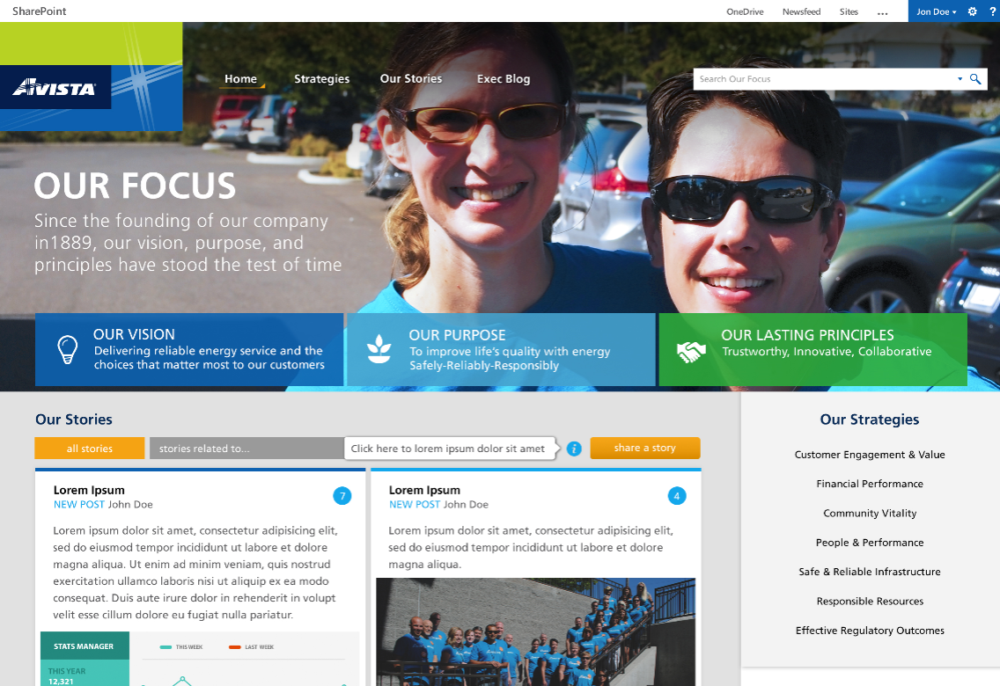 SharePoint
OneDrive
Newsfeed
Sites
...
Jon Doe
?
AVISTA
Home
Strategies
Our Stories
Exec Blog
Search Our Focus
OUR FOCUS
Since the founding of our company
in1889, our vision, purpose, and
principles have stood the test of time
OUR VISION
Delivering reliable energy service and the
choices that matter most to our customers
OUR PURPOSE
To improve life's quality with energy
Safely-Reliably-Responsibly
OUR LASTING PRINCIPLES
Trustworthy, Innovative, Collaborative
Our Stories
all stories
stories related to...
Click here to lorem ipsum dolor sit amet
i
share a story
Lorem Ipsum
NEW POST John Doe
7
Lorem ipsum dolor sit amet, consectetur adipisicing elit,
sed do eiusmod tempor incididunt ut labore et dolore
magna aliqua. Ut enim ad minim veniam, quis nostrud
exercitation ullamco laboris nisi ut aliquip ex ea modo
consequat. Duis aute irure dolor in rehenderit in volupt
velit esse cillum dolore eu fugiat nulla pariatur.
STATS MANAGER
THIS WEEK
LAST WEEK
THIS YEAR
12,321
Lorem Ipsum
NEW POST John Doe
4
Lorem ipsum dolor sit amet, consectetur adipisicing elit,
sed do eiusmod tempor incididunt ut labore et dolore
magna aliqua.
Our Strategies
Customer Engagement & Value
Financial Performance
Community Vitality
People & Performance
Safe & Reliable Infrastructure
Responsible Resources
Effective Regulatory Outcomes